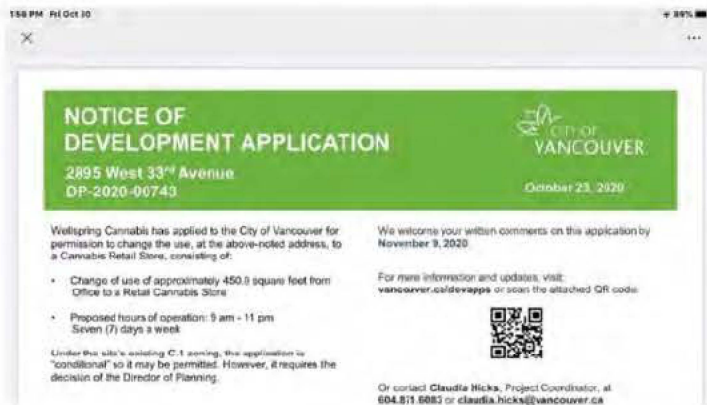 1:58 PM Fri Oct 30
89%
NOTICE OF
DEVELOPMENT APPLICATION
2895 West 33rd Avenue
DP-2020-00743
CITY OF
VANCOUVER
October 23, 2020
Wellspring Cannabis has applied to the City of Vancouver for
permission to change the use, at the above-noted address, to
a Cannabis Retail Store, consisting of:
• Change of use of approximately 450.0 square feet from
Office to a Retail Cannabis Store
• Proposed hours of operation: 9 am - 11 pm
Seven (7) days a week
Under the site's existing C-1 zoning, the application is
"conditional" so it may be permitted. However, it requires the
decision of the Director of Planning.
We welcome your written comments on this application by
November 9, 2020
For more information and updates, visit:
vancouver.ca/devapps or scan the attached QR code.
Or contact Claudia Hicks, Project Coordinator, at
604.871.6083 or claudia.hicks@vancouver.ca